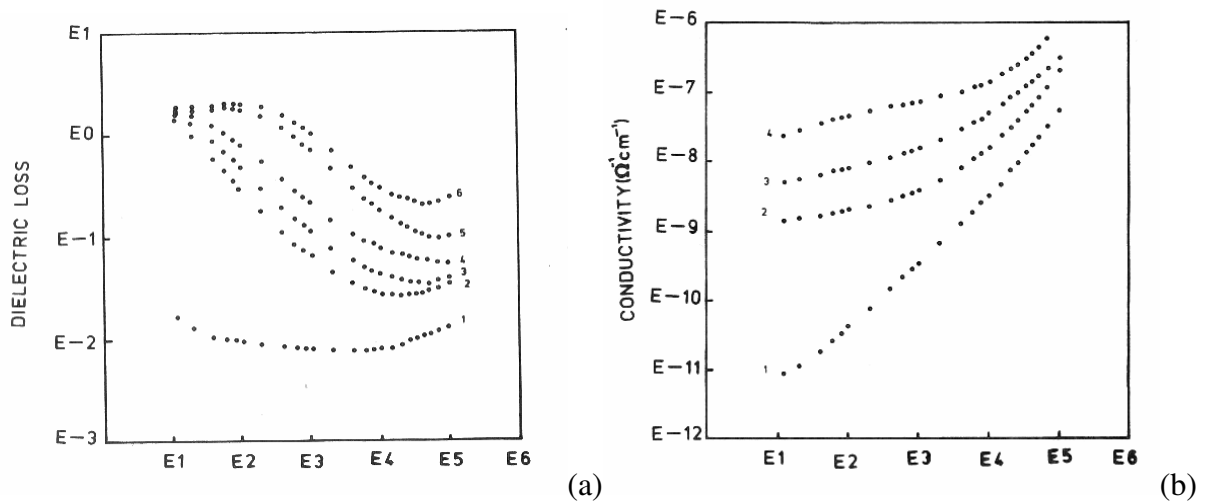 DIELECTRIC LOSS
E1
E0
E-1
E-2
E-3
6
5
4
3
2
1
E1 E2 E3 E4 E5 E6
(a)
CONDUCTIVITY(Ω⁻¹cm⁻¹)
E-6
E-7
E-8
E-9
E-10
E-11
E-12
4
3
2
1
E1 E2 E3 E4 E5 E6
(b)